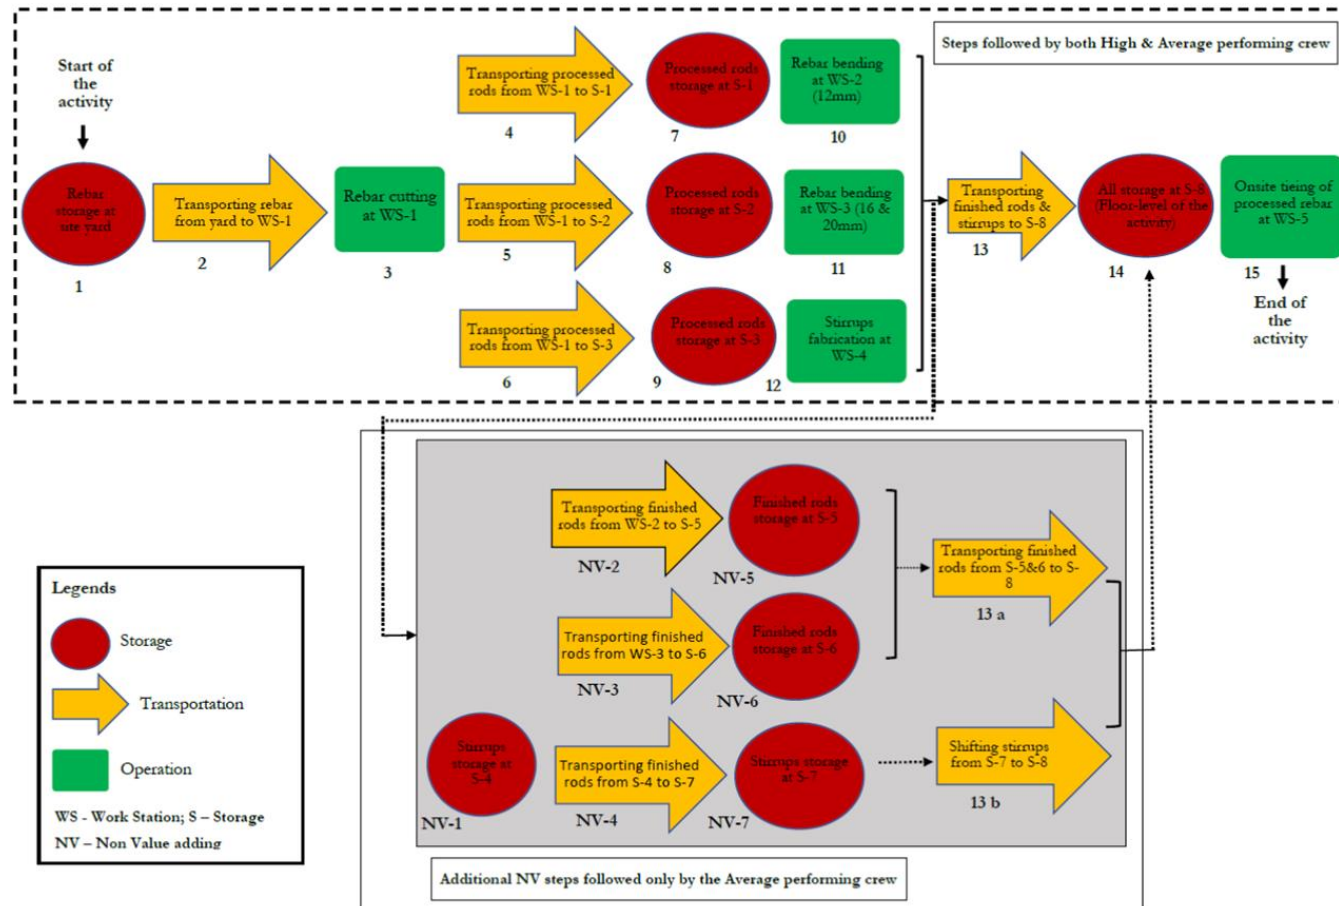 Steps followed by both High & Average performing crew
Start of
the
activity
Rebar
storage at
site yard
1
Transporting rebar
from yard to WS-1
2
Rebar cutting
at WS-1
3
Transporting processed
rods from WS-1 to S-1
4
Transporting processed
rods from WS-1 to S-2
5
Transporting processed
rods from WS-1 to S-3
6
Processed rods
storage at S-1
7
Processed rods
storage at S-2
8
Processed rods
storage at S-3
9
Rebar bending
at WS-2
(12mm)
10
Rebar bending
at WS-3 (16 &
20mm)
11
Stirrups
fabrication at
WS-4
12
Transporting
finished rods &
stirrups to S-8
13
All storage at S-8
(Floor-level of the
activity)
14
Onsite tieing of
processed rebar
at WS-5
15
End of
the
activity
Transporting finished
rods from WS-2 to S-5
NV-2
Finished rods
storage at S-5
NV-5
Transporting finished
rods from WS-3 to S-6
NV-3
Finished rods
storage at S-6
NV-6
Stirrups
storage at
S-4
NV-1
Transporting finished
rods from S-4 to S-7
NV-4
Stirrups storage
at S-7
NV-7
Transporting finished
rods from S-5&6 to S-
8
13 a
Shifting stirrups
from S-7 to S-8
13 b
Additional NV steps followed only by the Average performing crew
Legends
Storage
Transportation
Operation
WS - Work Station; S – Storage
NV – Non Value adding